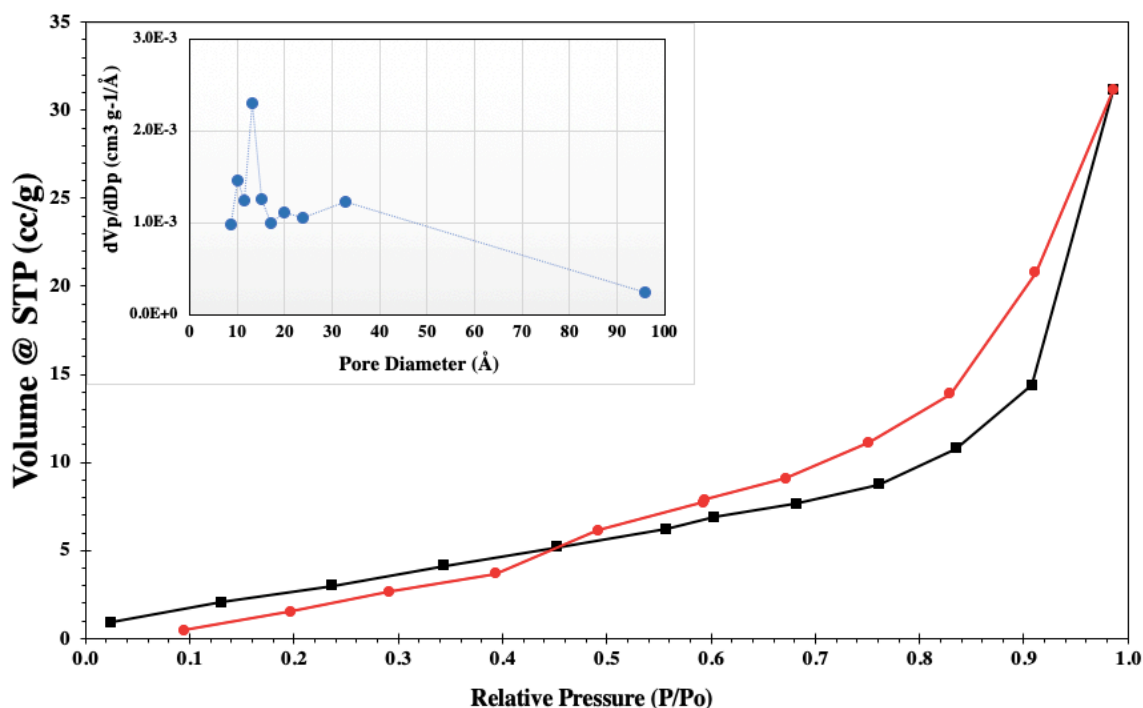 35
30
25
20
15
10
5
0
Volume @ STP (cc/g)
3.0E-3
2.0E-3
1.0E-3
0.0E+0
dVp/dDp (cm3 g-1/Å)
0 10 20 30 40 50 60 70 80 90 100
Pore Diameter (Å)
0.0 0.1 0.2 0.3 0.4 0.5 0.6 0.7 0.8 0.9 1.0
Relative Pressure (P/Po)